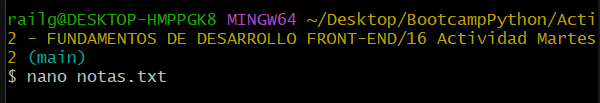 railg@DESKTOP-HMPPGK8 MINGW64 ~/Desktop/BootcampPython/Acti
2 - FUNDAMENTOS DE DESARROLLO FRONT-END/16 Actividad Martes
2 (main)
$ nano notas.txt